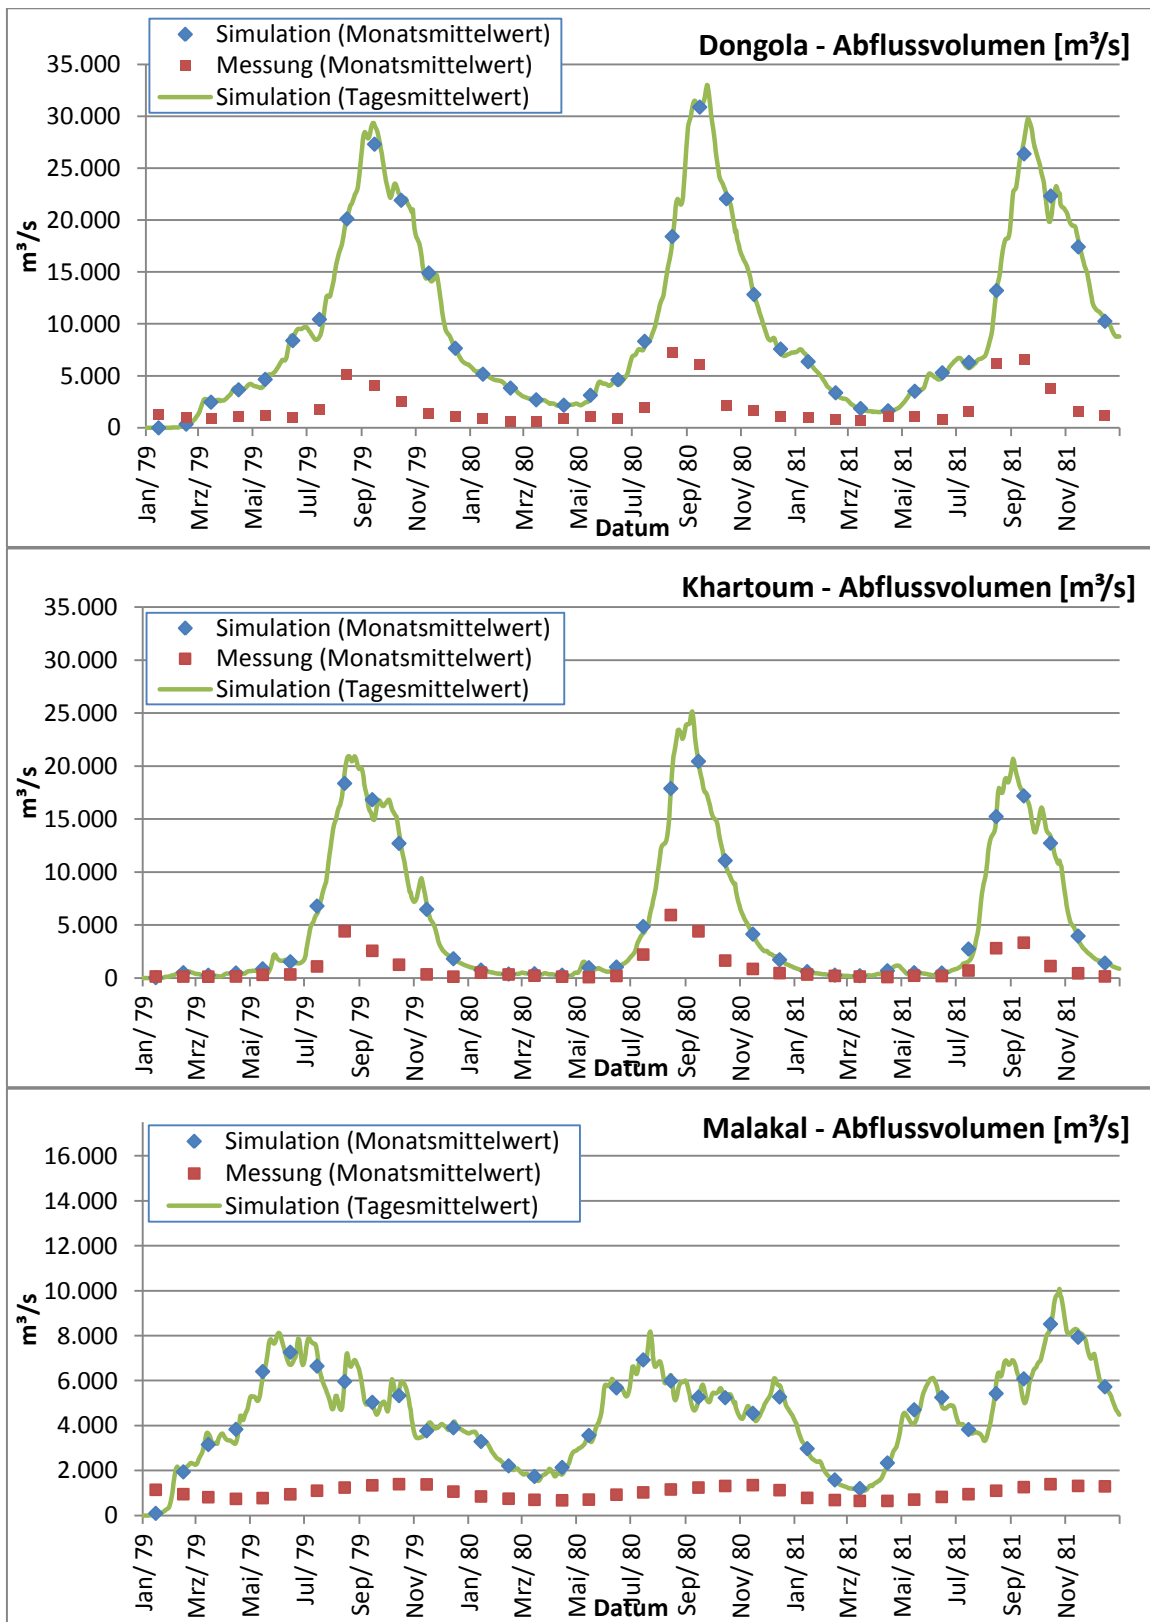 Dongola - Abflussvolumen [m³/s]
Simulation (Monatsmittelwert)
Messung (Monatsmittelwert)
Simulation (Tagesmittelwert)
35.000
30.000
25.000
20.000
15.000
10.000
5.000
0
m³/s
Jan/ 79
Mrz/ 79
Mai/ 79
Jul/ 79
Sep/ 79
Nov/ 79
Jan/ 80
Mrz/ 80
Mai/ 80
Jul/ 80
Sep/ 80
Nov/ 80
Jan/ 81
Mrz/ 81
Mai/ 81
Jul/ 81
Sep/ 81
Nov/ 81
Datum
Khartoum - Abflussvolumen [m³/s]
Simulation (Monatsmittelwert)
Messung (Monatsmittelwert)
Simulation (Tagesmittelwert)
35.000
30.000
25.000
20.000
15.000
10.000
5.000
0
m³/s
Jan/ 79
Mrz/ 79
Mai/ 79
Jul/ 79
Sep/ 79
Nov/ 79
Jan/ 80
Mrz/ 80
Mai/ 80
Jul/ 80
Sep/ 80
Nov/ 80
Jan/ 81
Mrz/ 81
Mai/ 81
Jul/ 81
Sep/ 81
Nov/ 81
Datum
Malakal - Abflussvolumen [m³/s]
Simulation (Monatsmittelwert)
Messung (Monatsmittelwert)
Simulation (Tagesmittelwert)
16.000
14.000
12.000
10.000
8.000
6.000
4.000
2.000
0
m³/s
Jan/ 79
Mrz/ 79
Mai/ 79
Jul/ 79
Sep/ 79
Nov/ 79
Jan/ 80
Mrz/ 80
Mai/ 80
Jul/ 80
Sep/ 80
Nov/ 80
Jan/ 81
Mrz/ 81
Mai/ 81
Jul/ 81
Sep/ 81
Nov/ 81
Datum